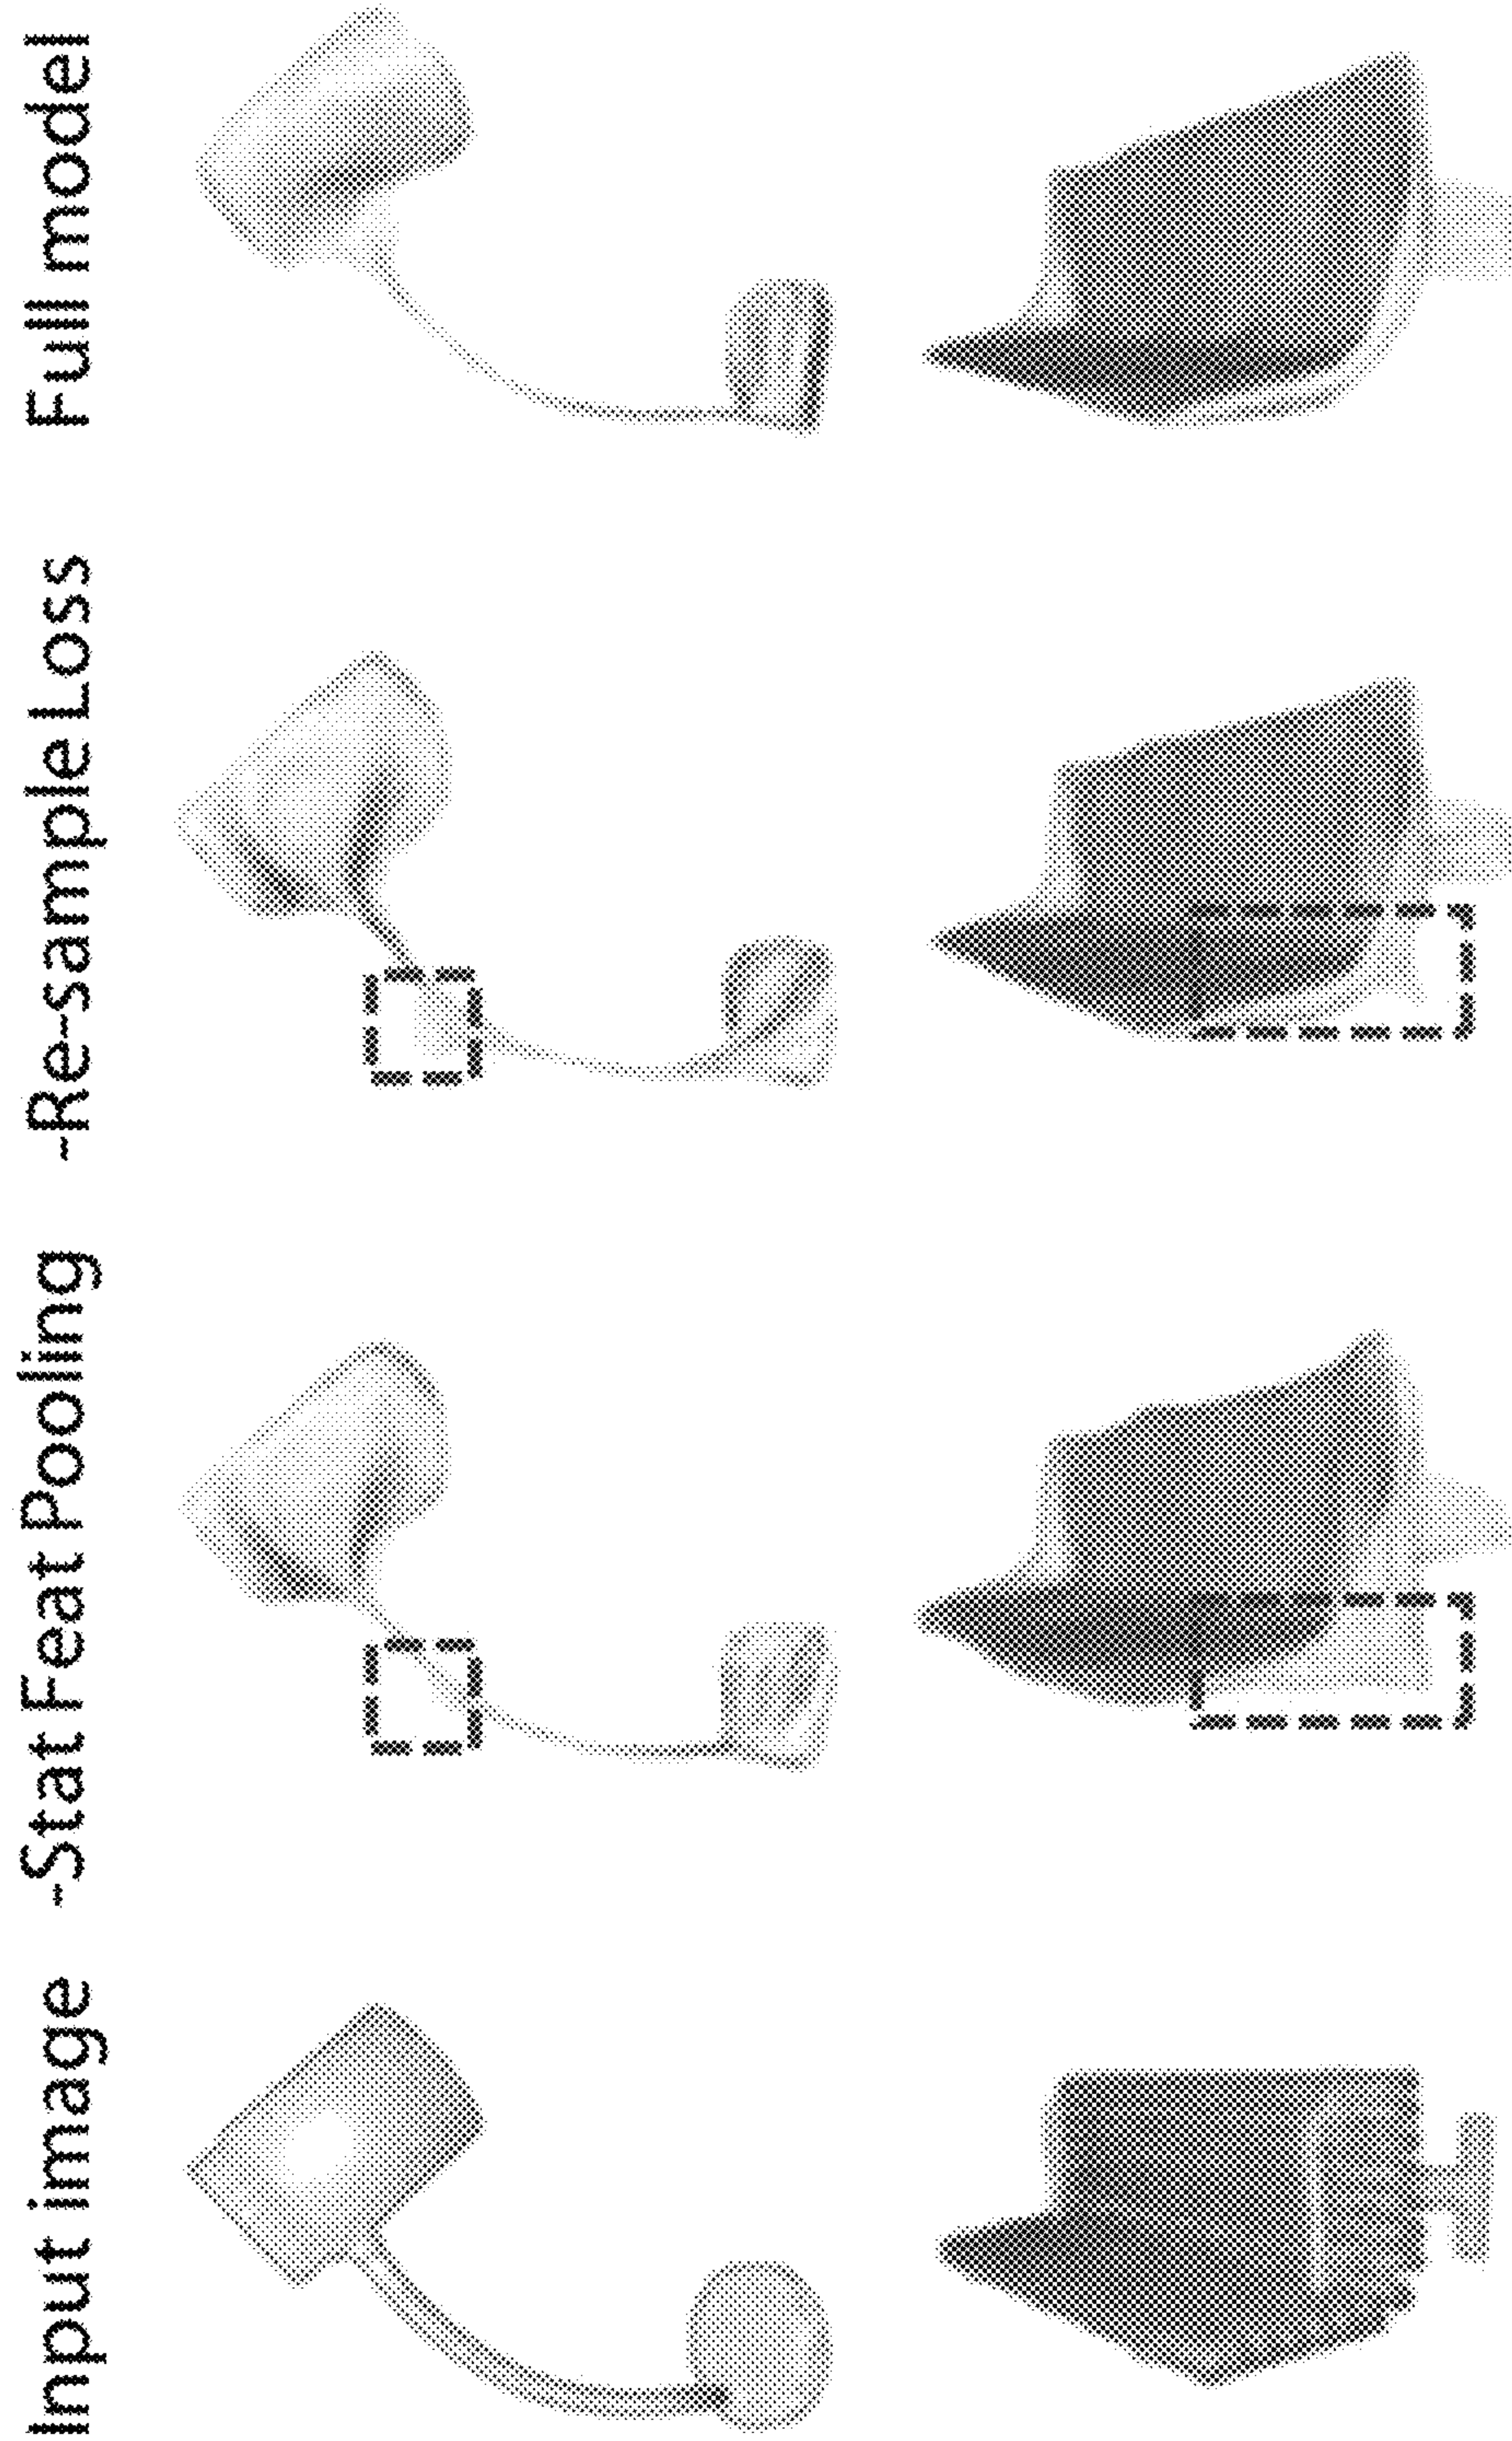 Input image
-Stat Feat Pooling
-Re-sample Loss
Full model